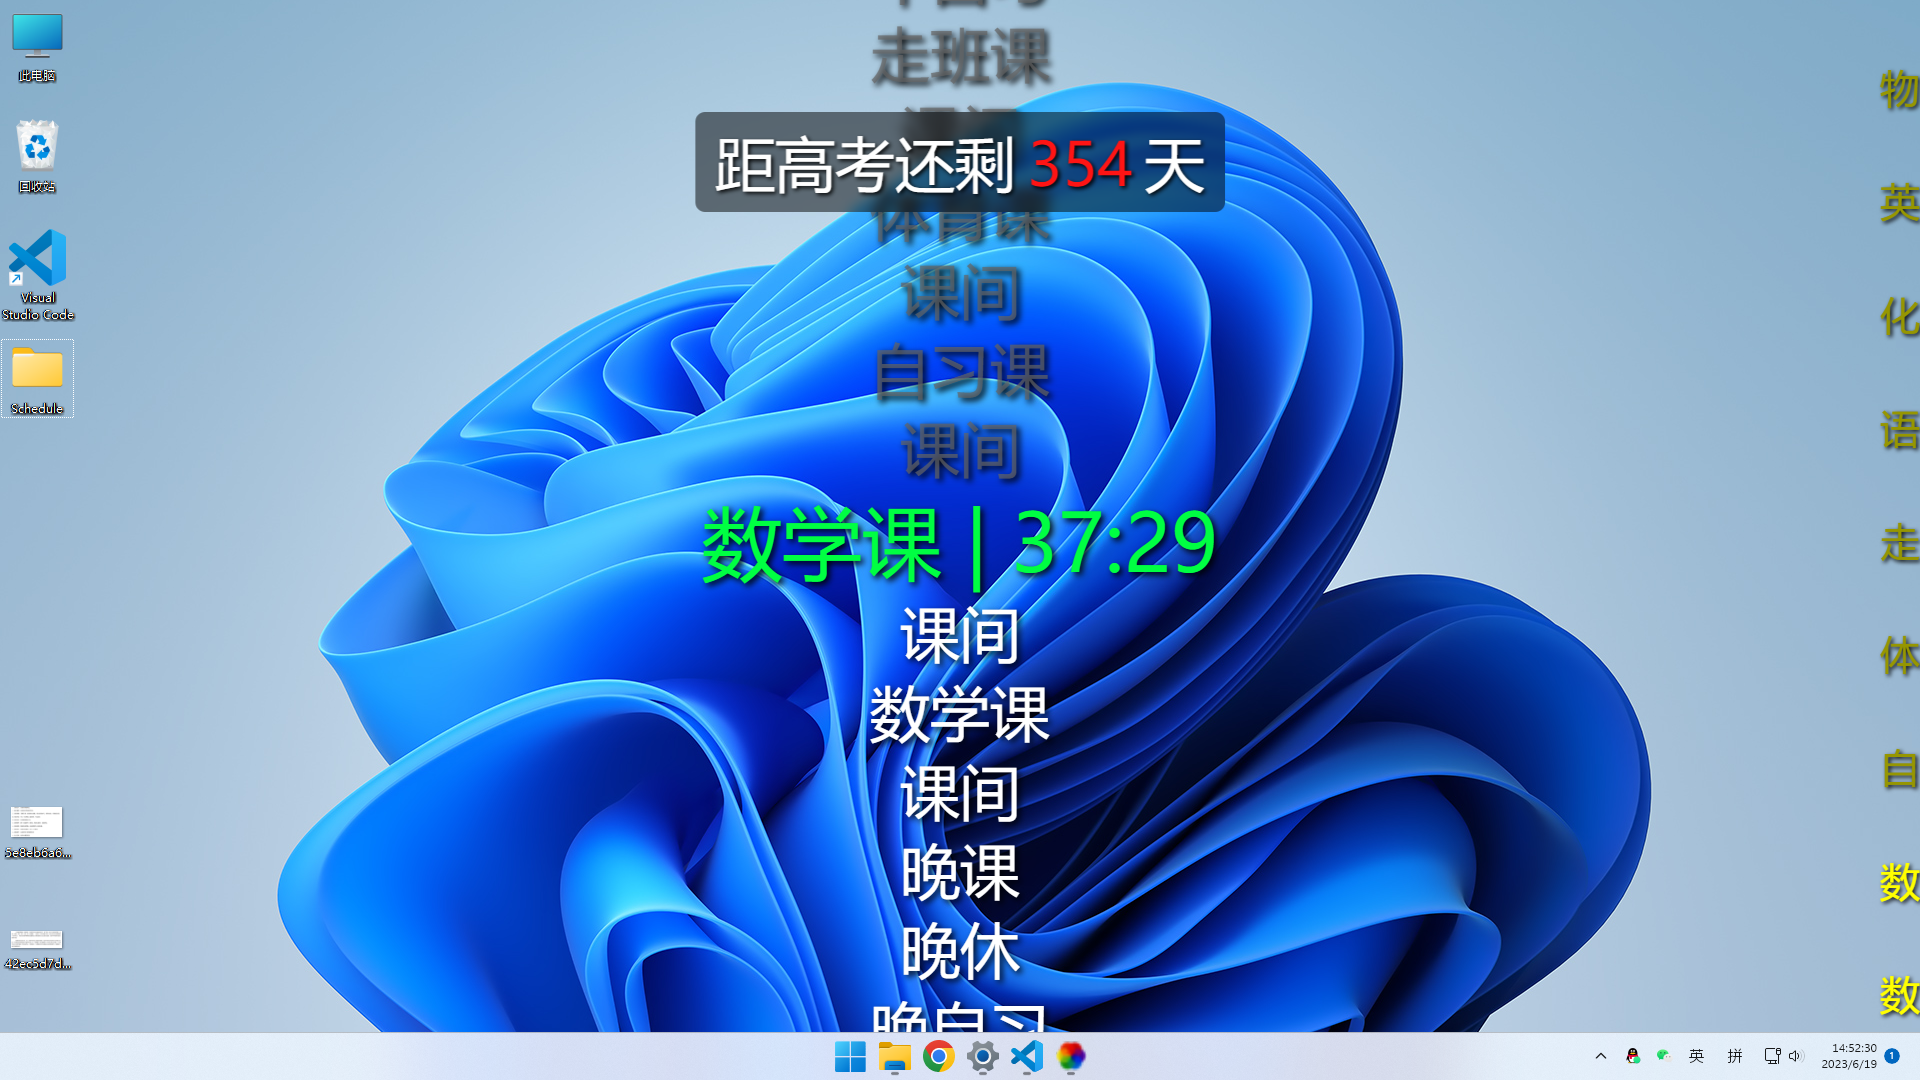 此电脑
回收站
Visual
Studio Code
Schedule
5e8eb6a6...
42ec5d7d...
走班课
课间
距高考还剩 354 天
体育课
课间
自习课
课间
数学课 | 37:29
课间
数学课
课间
晚课
晚休
晚自习
物
英
化
语
走
体
自
数
数
英
拼
14:52:30
2023/6/19
1